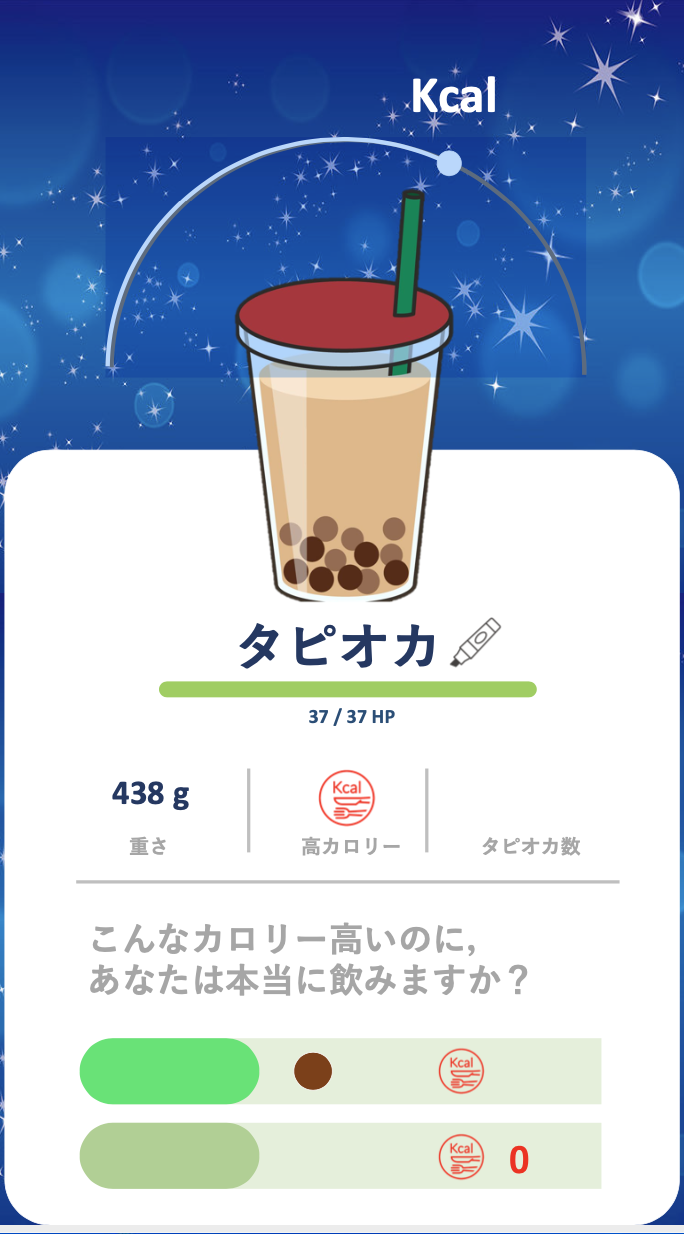 Kcal
タピオカ
37 / 37 HP
438 g
Kcal
重さ
高カロリー
タピオカ数
こんなカロリー高いのに,
あなたは本当に飲みますか？
Kcal
Kcal
0